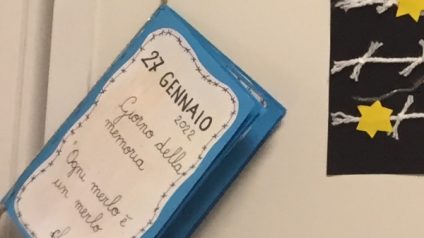 27 GENNAIO
2022
Giorno della
memoria
"Ogni merlo è
un merlo